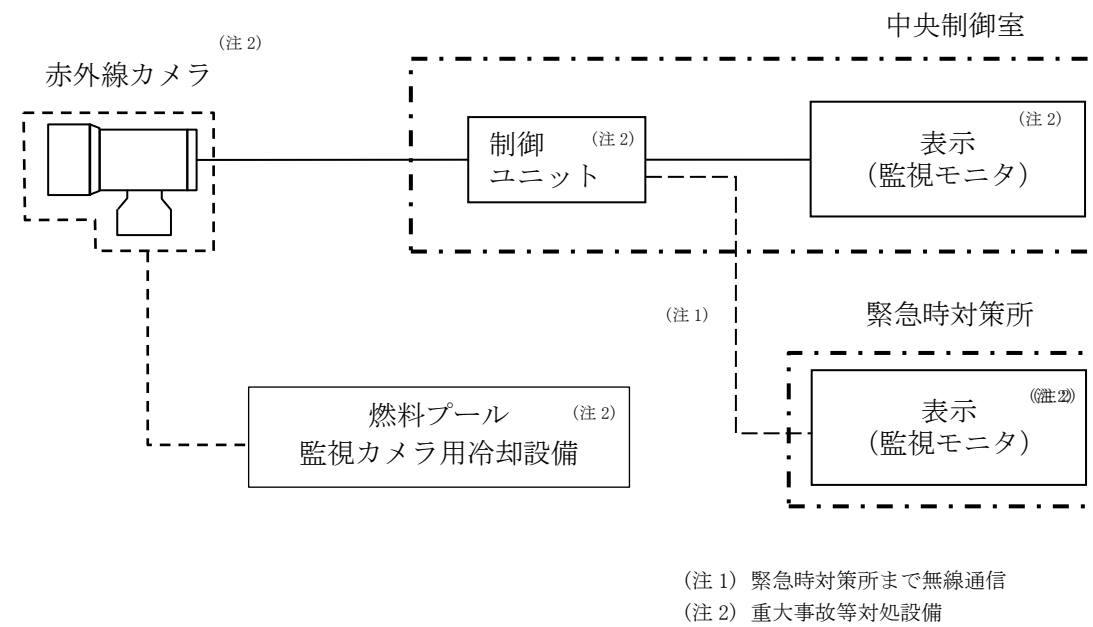 中央制御室
(注 2)
赤外線カメラ
制御 (注 2)
ユニット
(注 2)
表示
(監視モニタ)
(注 1)
緊急時対策所
燃料プール (注 2)
監視カメラ用冷却設備
(注 2)
表示
(監視モニタ)
(注 1) 緊急時対策所まで無線通信
(注 2) 重大事故等対処設備